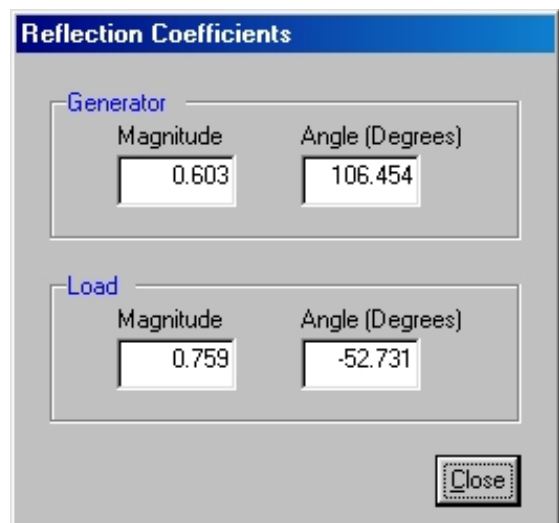 Reflection Coefficients
Generator
Magnitude Angle (Degrees)
0.603 106.454
Load
Magnitude Angle (Degrees)
0.759 -52.731
Close